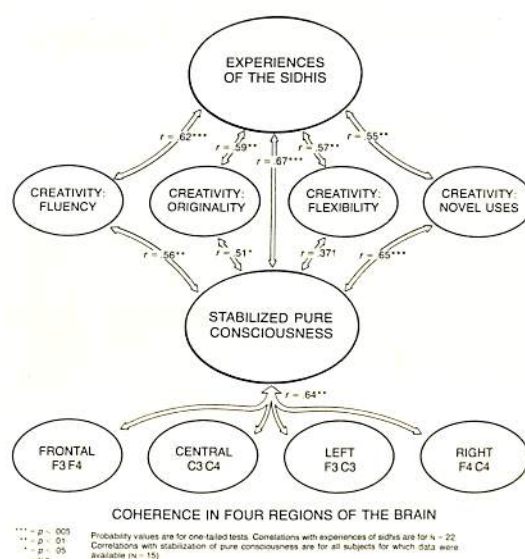 EXPERIENCES
OF THE SIDHIS
r = .62***
r = .59**
r = .67***
r = .57**
r = .55**
CREATIVITY:
FLUENCY
CREATIVITY:
ORIGINALITY
CREATIVITY:
FLEXIBILITY
CREATIVITY:
NOVEL USES
r = .56**
r = .51*
r = .37†
r = .65***
STABILIZED PURE
CONSCIOUSNESS
r = .64**
FRONTAL
F3 F4
CENTRAL
C3 C4
LEFT
F3 C3
RIGHT
F4 C4
COHERENCE IN FOUR REGIONS OF THE BRAIN
*** - p < .005
** - p < .01
* - p < .05
Probability values are for one-tailed tests. Correlations with experiences of sidhis are for N = 22
Correlations with stabilization of pure consciousness are for all subjects for which data were
available (N = 15)